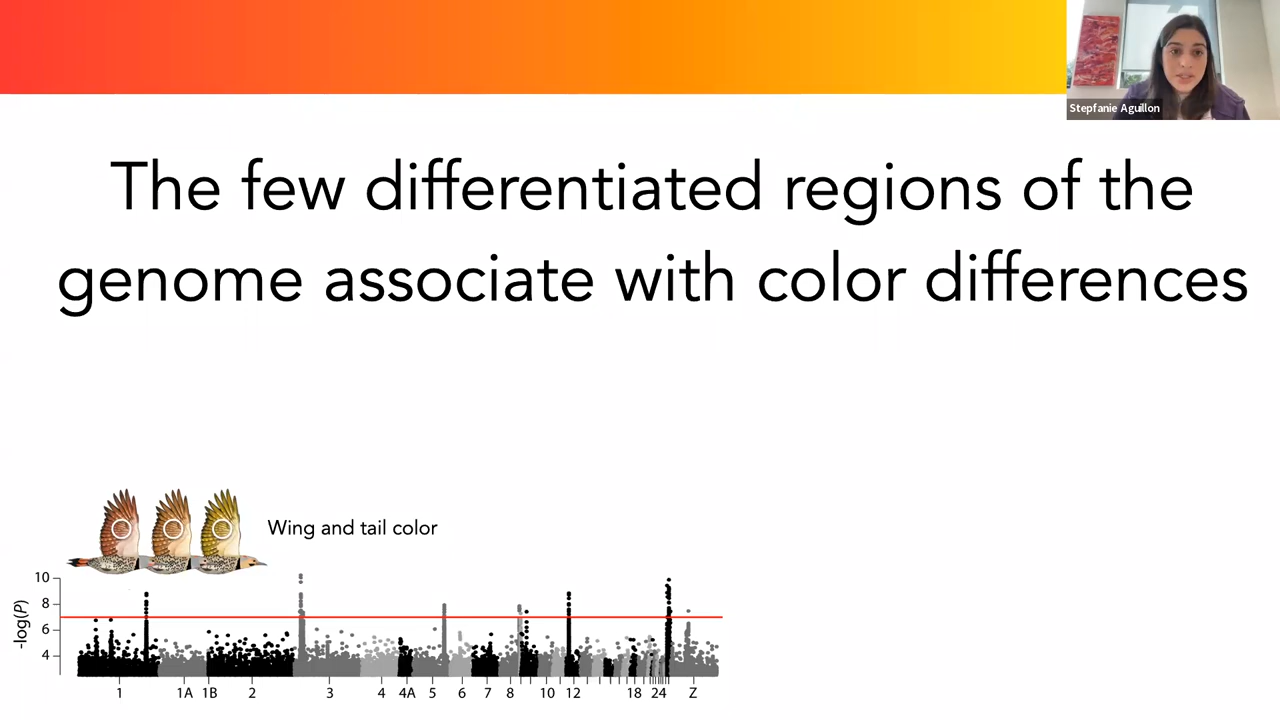 Stepfanie Aguillon
The few differentiated regions of the
genome associate with color differences
Wing and tail color
10
8
6
4
-log(P)
1 1A 1B 2 3 4 4A 5 6 7 8 10 12 18 24 Z